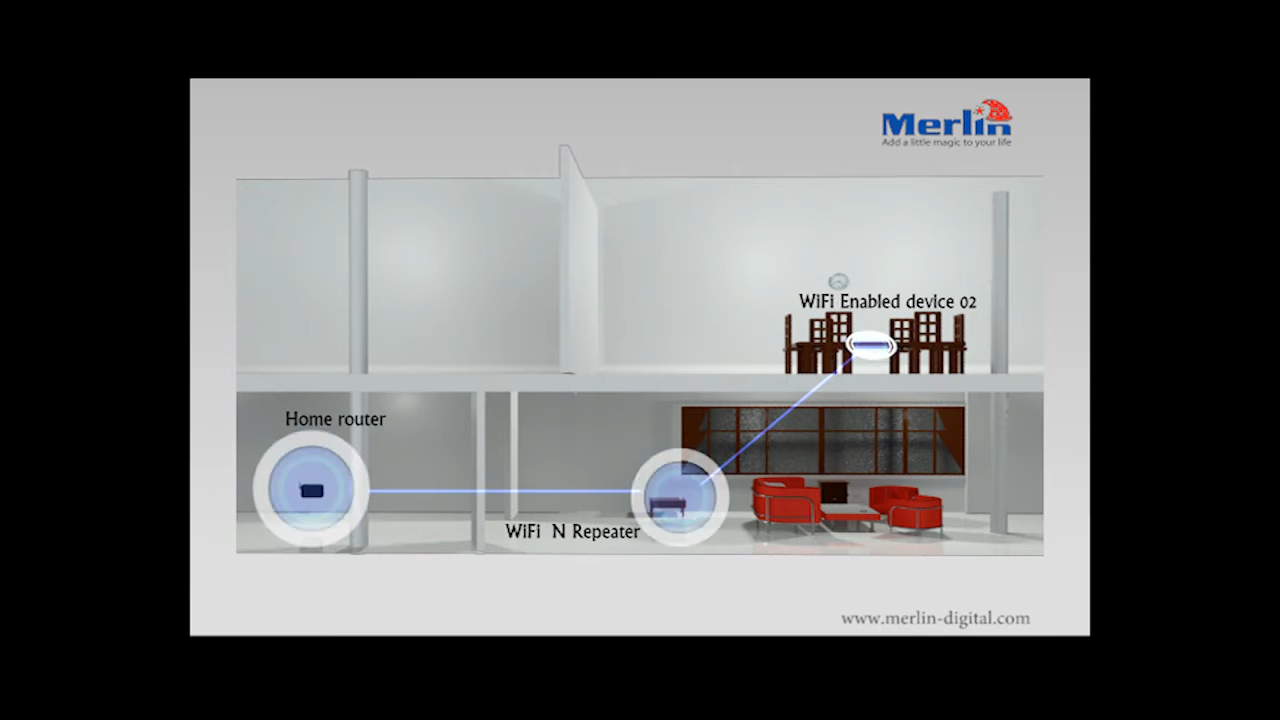 Merlin
Add a little magic to your life
WiFi Enabled device 02
Home router
WiFi N Repeater
www.merlin-digital.com